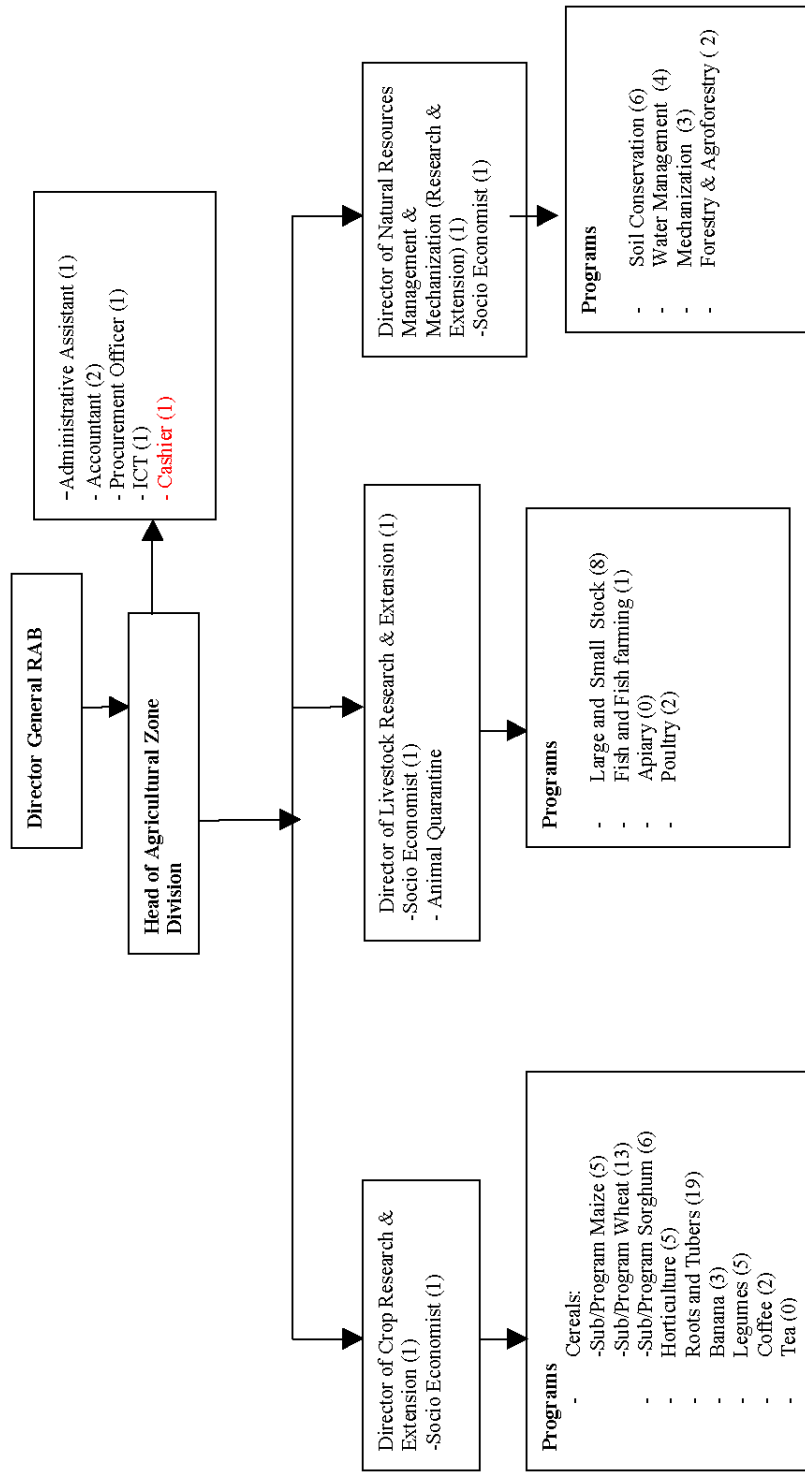 Director General RAB
Head of Agricultural Zone
Division
-Administrative Assistant (1)
- Accountant (2)
- Procurement Officer (1)
- ICT (1)
- Cashier (1)
Director of Crop Research &
Extension (1)
-Socio Economist (1)
Director of Livestock Research & Extension (1)
-Socio Economist (1)
- Animal Quarantine
Director of Natural Resources
Management &
Mechanization (Research &
Extension) (1)
-Socio Economist (1)
Programs
- Cereals:
-Sub/Program Maize (5)
-Sub/Program Wheat (13)
- -Sub/Program Sorghum (6)
- Horticulture (5)
- Roots and Tubers (19)
- Banana (3)
- Legumes (5)
- Coffee (2)
- Tea (0)
Programs
- Large and Small Stock (8)
- Fish and Fish farming (1)
- Apiary (0)
- Poultry (2)
Programs
- Soil Conservation (6)
- Water Management (4)
- Mechanization (3)
- Forestry & Agroforestry ( 2)